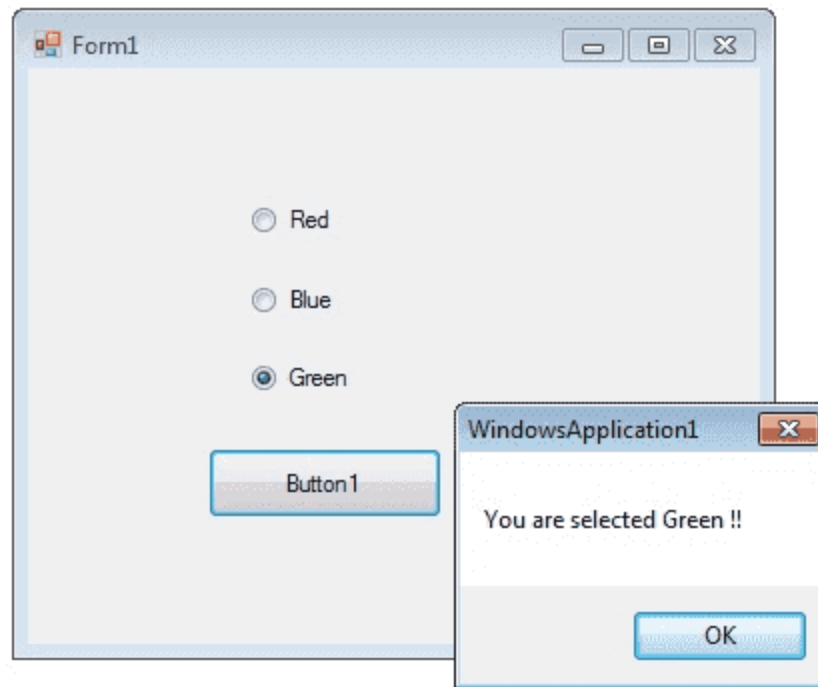 Form1
Red
Blue
Green
Button1
WindowsApplication1
You are selected Green !!
OK